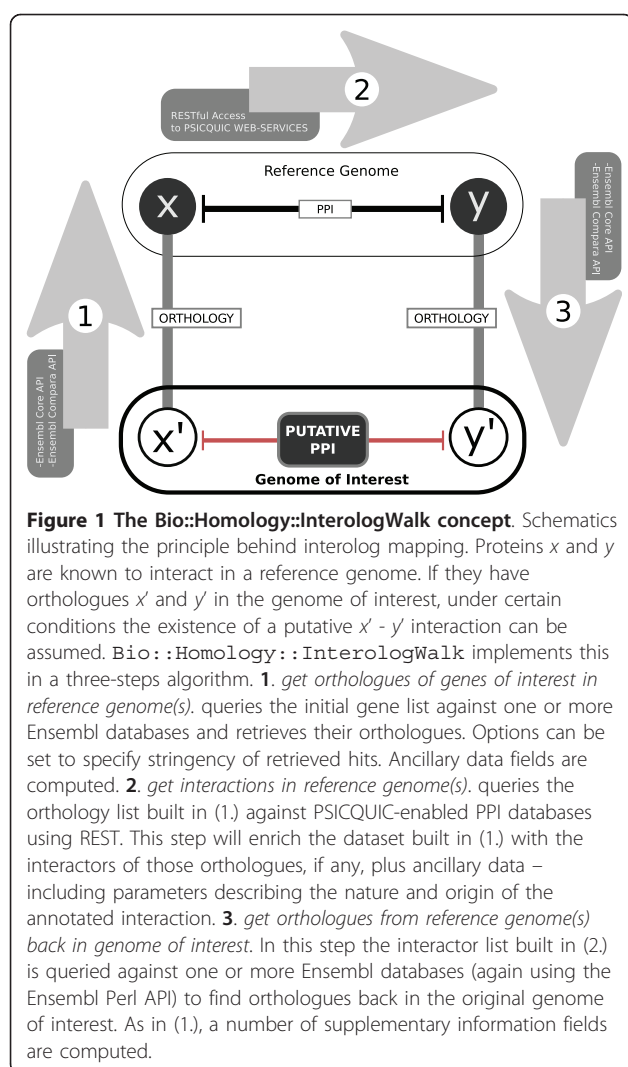 2
RESTful Access
to PSICQUIC WEB-SERVICES
Reference Genome
x
PPI
y
-Ensembl Core API
-Ensembl Compara API
1
ORTHOLOGY
ORTHOLOGY
3
-Ensembl Core API
-Ensembl Compara API
x'
PUTATIVE
PPI
y'
Genome of Interest
Figure 1 The Bio::Homology::InterologWalk concept. Schematics
illustrating the principle behind interolog mapping. Proteins x and y
are known to interact in a reference genome. If they have
orthologues x' and y' in the genome of interest, under certain
conditions the existence of a putative x' - y' interaction can be
assumed. Bio::Homology::InterologWalk implements this
in a three-steps algorithm. 1. get orthologues of genes of interest in
reference genome(s). queries the initial gene list against one or more
Ensembl databases and retrieves their orthologues. Options can be
set to specify stringency of retrieved hits. Ancillary data fields are
computed. 2. get interactions in reference genome(s). queries the
orthology list built in (1.) against PSICQUIC-enabled PPI databases
using REST. This step will enrich the dataset built in (1.) with the
interactors of those orthologues, if any, plus ancillary data –
including parameters describing the nature and origin of the
annotated interaction. 3. get orthologues from reference genome(s)
back in genome of interest. In this step the interactor list built in (2.)
is queried against one or more Ensembl databases (again using the
Ensembl Perl API) to find orthologues back in the original genome
of interest. As in (1.), a number of supplementary information fields
are computed.